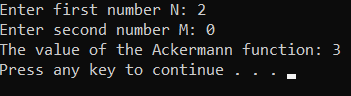 Enter first number N: 2
Enter second number M: 0
The value of the Ackermann function: 3
Press any key to continue . . .